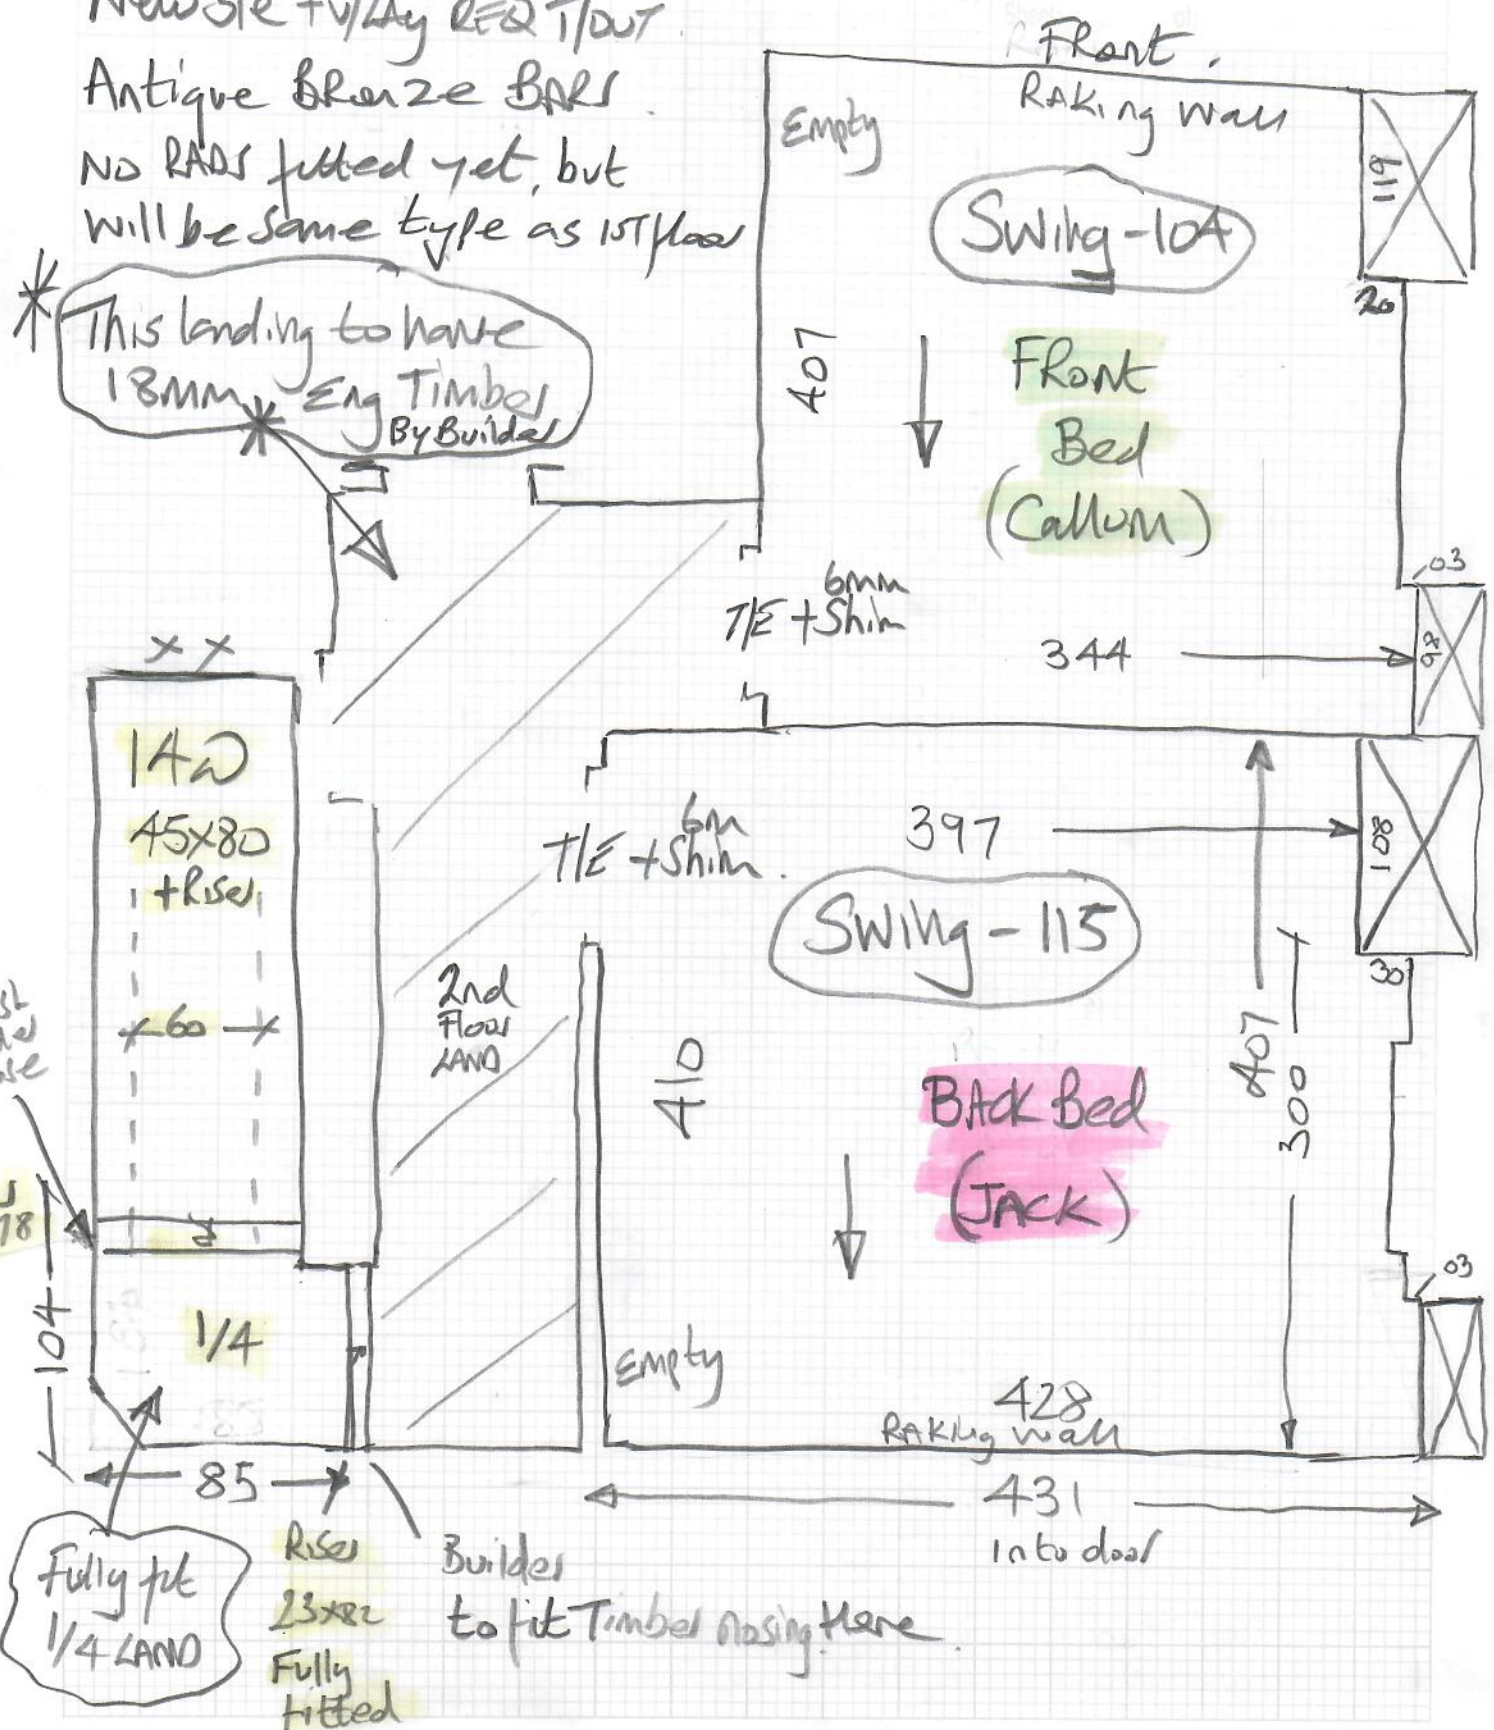 REQ T/OUT
Antique BRonze BARS
NO RADS fitted yet, but
will be same type as 1ST floor
This landing to have
18mm Eng Timber
By Builder
Front.
RAKing wall
Empty
119
Swing-104
20
407
FRont
Bed
(Callum)
03
6mm
T/E + Shim
344
98
X X
14
45x80
+Riser
60
6m
T/E + Shim.
397
108
Swing-115
30
2nd
Floor
LAND
410
407
300
BACK Bed
(JACK)
03
104
1/4
Empty
428
RAKing wall
85
431
Into door
Fully fit
1/4 LAND
Riser
23x82
Fully
fitted
Builder
to fit Timber nosing Here.